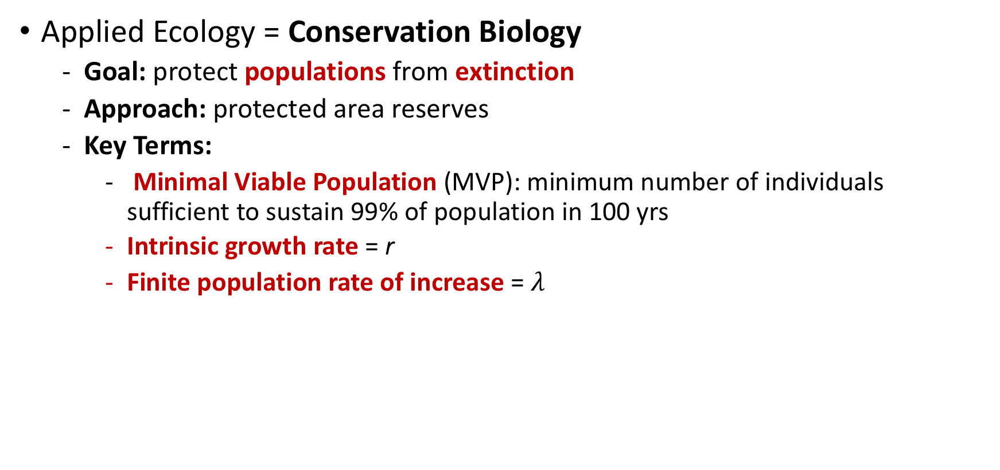 • Applied Ecology = Conservation Biology
- Goal: protect populations from extinction
- Approach: protected area reserves
- Key Terms:
- Minimal Viable Population (MVP): minimum number of individuals
sufficient to sustain 99% of population in 100 yrs
- Intrinsic growth rate = r
- Finite population rate of increase = λ